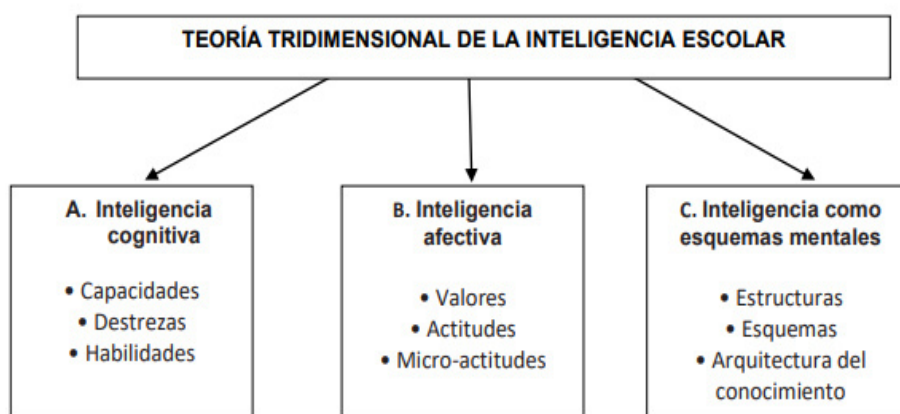 TEORÍA TRIDIMENSIONAL DE LA INTELIGENCIA ESCOLAR
A. Inteligencia
cognitiva
• Capacidades
• Destrezas
• Habilidades
B. Inteligencia
afectiva
• Valores
• Actitudes
• Micro-actitudes
C. Inteligencia como
esquemas mentales
• Estructuras
• Esquemas
• Arquitectura del
conocimiento